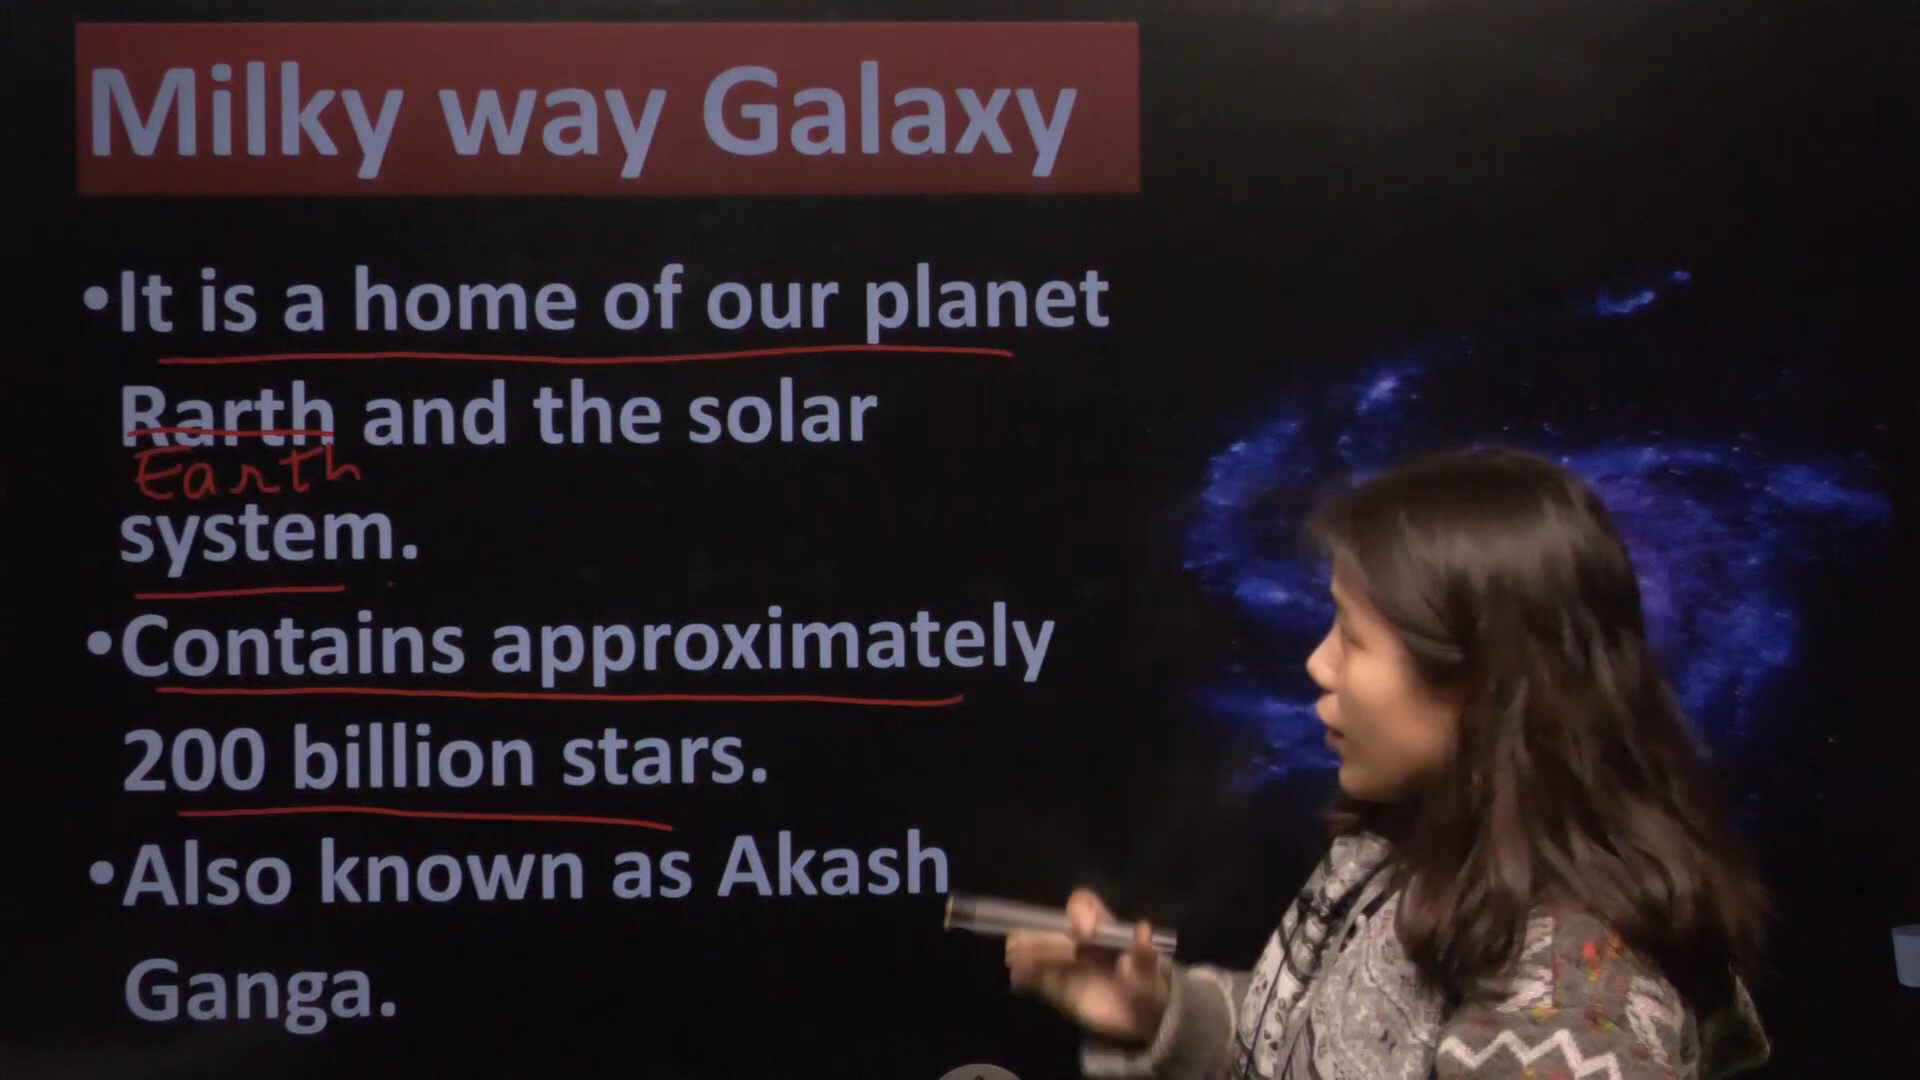 Milky way Galaxy
•It is a home of our planet
Rarth and the solar
Earth
system.
•Contains approximately
200 billion stars.
•Also known as Akash
Ganga.